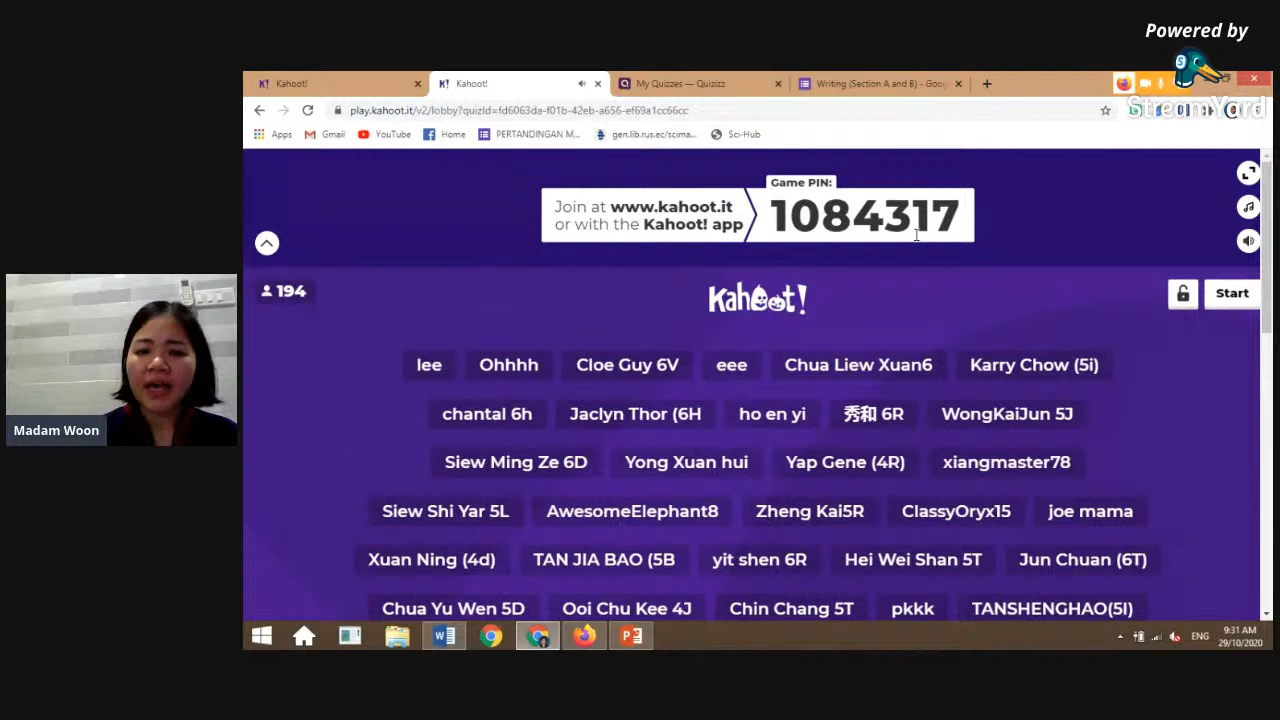 Powered by
StreamYard
Kahoot!
Kahoot!
My Quizzes — Quizizz
Writing (Section A and B) - Goog
play.kahoot.it/v2/lobby?quizId=fd6063da-f01b-42eb-a656-ef69a1cc66cc
Apps Gmail YouTube Home PERTANDINGAN M... gen.lib.rus.ec/scima... Sci-Hub
Game PIN:
Join at www.kahoot.it
or with the Kahoot! app
1084317
194
Kahoot!
Start
lee Ohhhh Cloe Guy 6V eee Chua Liew Xuan6 Karry Chow (5i)
chantal 6h Jaclyn Thor (6H ho en yi 秀和 6R WongKaiJun 5J
Siew Ming Ze 6D Yong Xuan hui Yap Gene (4R) xiangmaster78
Siew Shi Yar 5L AwesomeElephant8 Zheng Kai5R ClassyOryx15 joe mama
Xuan Ning (4d) TAN JIA BAO (5B yit shen 6R Hei Wei Shan 5T Jun Chuan (6T)
Chua Yu Wen 5D Ooi Chu Kee 4J Chin Chang 5T pkkk TANSHENGHAO(5I)
Madam Woon
ENG
9:31 AM
29/10/2020